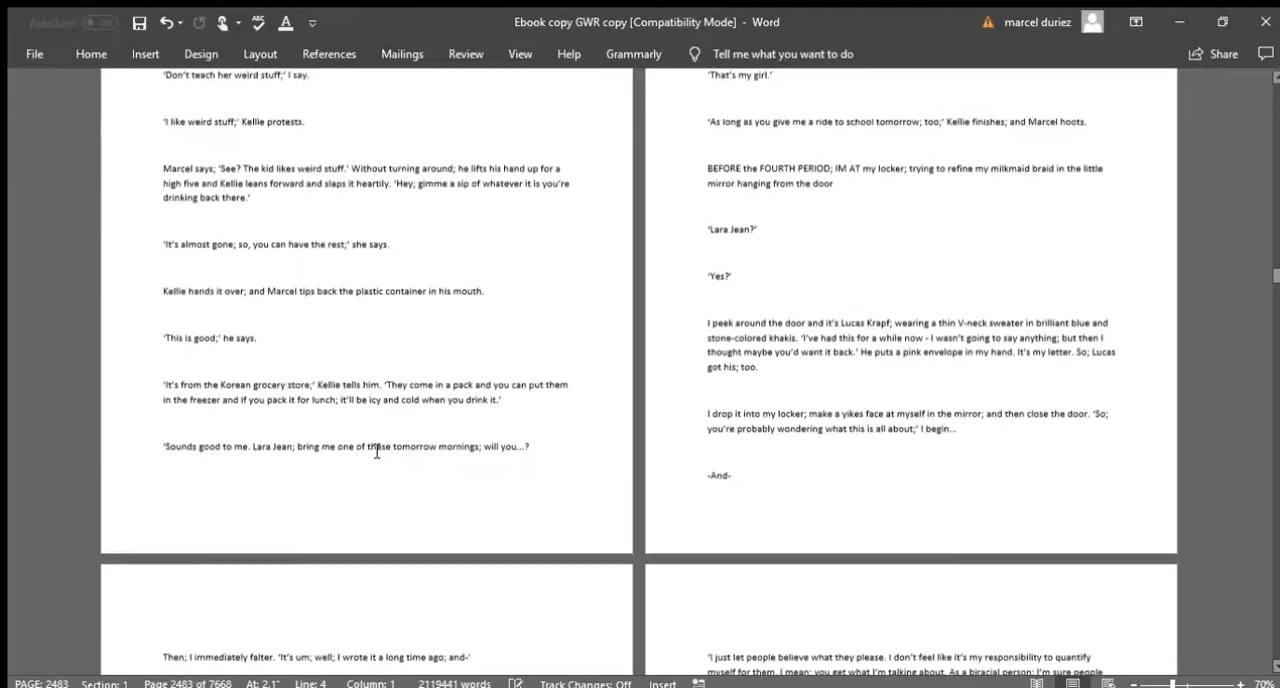 AutoSave Off
Ebook copy GWR copy [Compatibility Mode] - Word
marcel duriez
File Home Insert Design Layout References Mailings Review View Help Grammarly Tell me what you want to do Share
'Don't teach her weird stuff;' I say.
'I like weird stuff;' Kellie protests.
Marcel says; 'See? The kid likes weird stuff.' Without turning around; he lifts his hand up for a
high five and Kellie leans forward and slaps it heartily. 'Hey; gimme a sip of whatever it is you're
drinking back there.'
'It's almost gone; so, you can have the rest;' she says.
Kellie hands it over; and Marcel tips back the plastic container in his mouth.
'This is good;' he says.
'It's from the Korean grocery store;' Kellie tells him. 'They come in a pack and you can put them
in the freezer and if you pack it for lunch; it'll be icy and cold when you drink it.'
'Sounds good to me. Lara Jean; bring me one of these tomorrow mornings; will you...?
'That's my girl.'
'As long as you give me a ride to school tomorrow; too;' Kellie finishes; and Marcel hoots.
BEFORE the FOURTH PERIOD; IM AT my locker; trying to refine my milkmaid braid in the little
mirror hanging from the door
'Lara Jean?'
'Yes?'
I peek around the door and it's Lucas Krapf; wearing a thin V-neck sweater in brilliant blue and
stone-colored khakis. 'I've had this for a while now - I wasn't going to say anything; but then I
thought maybe you'd want it back.' He puts a pink envelope in my hand. It's my letter. So; Lucas
got his; too.
I drop it into my locker; make a yikes face at myself in the mirror; and then close the door. 'So;
you're probably wondering what this is all about;' I begin...
-And-
Then; I immediately falter. 'It's um; well; I wrote it a long time ago; and-'
'I just let people believe what they please. I don't feel like it's my responsibility to quantify
myself for them. I mean; you get what I'm talking about. As a biracial person; I'm sure people
PAGE: 2483 Section: 1 Page 2483 of 7668 At: 2.1" Line: 4 Column: 1 2119441 words Track Changes: Off Insert 70%